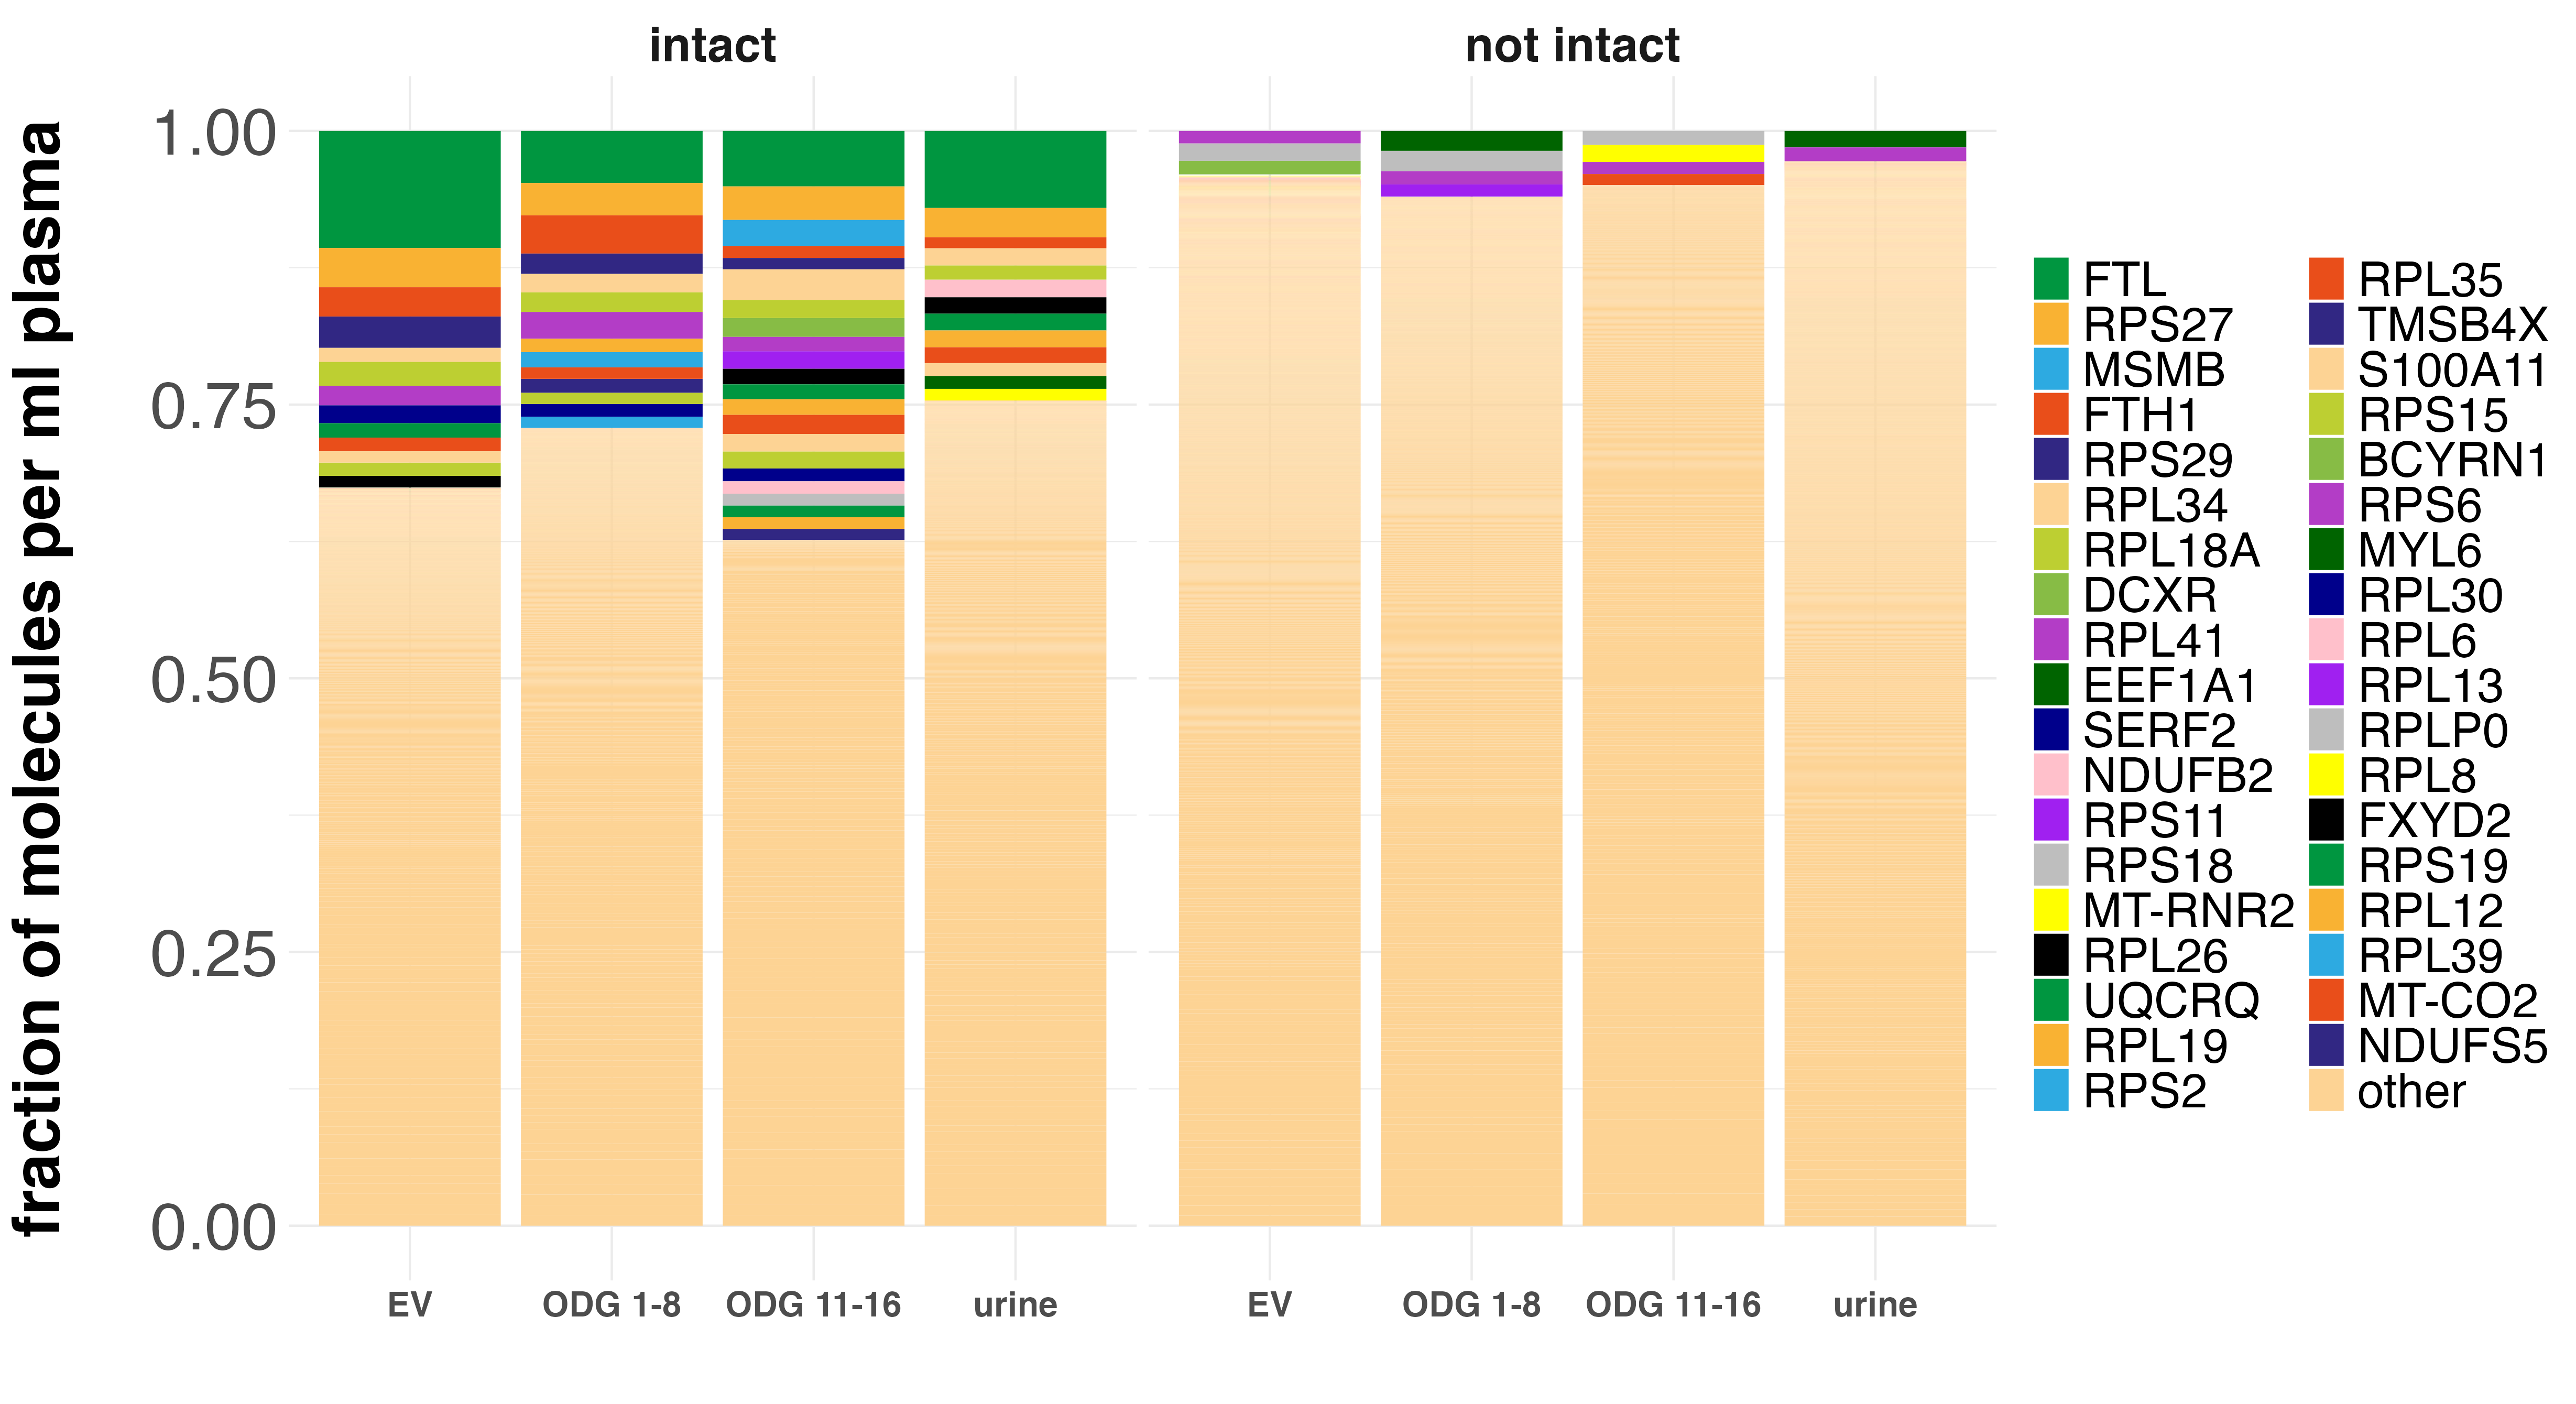 intact
not intact
fraction of molecules per ml plasma
1.00
0.75
0.50
0.25
0.00
EV
ODG 1-8
ODG 11-16
urine
EV
ODG 1-8
ODG 11-16
urine
FTL
RPS27
MSMB
FTH1
RPS29
RPL34
RPL18A
DCXR
RPL41
EEF1A1
SERF2
NDUFB2
RPS11
RPS18
MT-RNR2
RPL26
UQCRQ
RPL19
RPS2
RPL35
TMSB4X
S100A11
RPS15
BCYRN1
RPS6
MYL6
RPL30
RPL6
RPL13
RPLP0
RPL8
FXYD2
RPS19
RPL12
RPL39
MT-CO2
NDUFS5
other